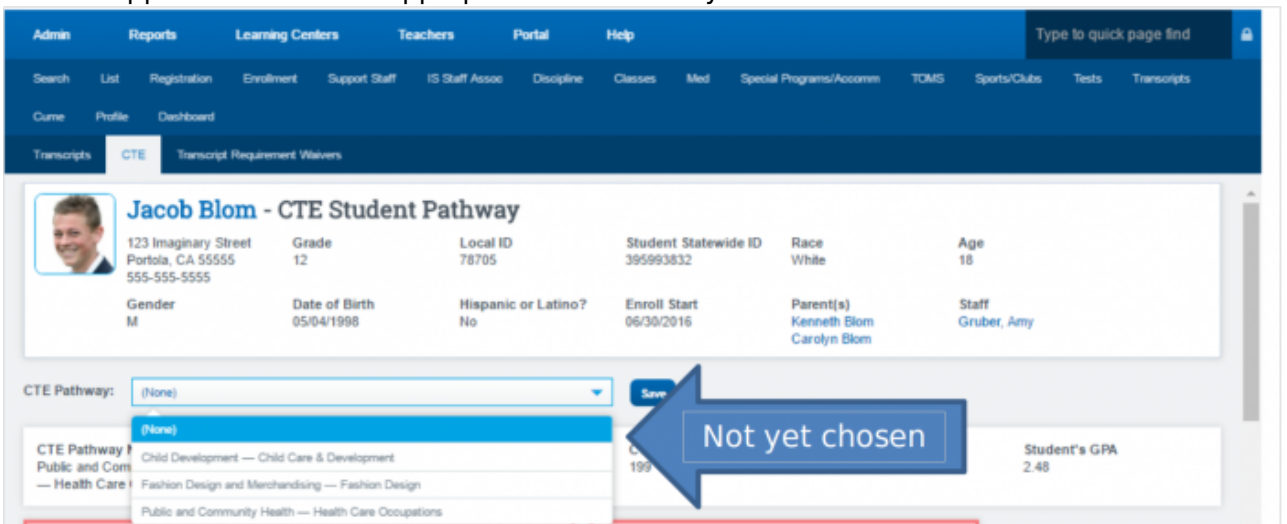 Admin Reports Learning Centers Teachers Portal Help Type to quick page find
Search List Registration Enrollment Support Staff IS Staff Assoc Discipline Classes Med Special Programs/Accomm TOMS Sports/Clubs Tests Transcripts
Cume Profile Dashboard
Transcripts CTE Transcript Requirement Waivers
Jacob Blom - CTE Student Pathway
123 Imaginary Street Grade Local ID Student Statewide ID Race Age
Portola, CA 55555 12 78705 395993832 White 18
555-555-5555
Gender Date of Birth Hispanic or Latino? Enroll Start Parent(s) Staff
M 05/04/1998 No 06/30/2016 Kenneth Blom Gruber, Amy
Carolyn Blom
CTE Pathway: (None) Save
(None)
Not yet chosen
CTE Pathway Student's GPA
Child Development — Child Care & Development
Public and Com 199 2.48
— Health Care
Fashion Design and Merchandising — Fashion Design
Public and Community Health — Health Care Occupations